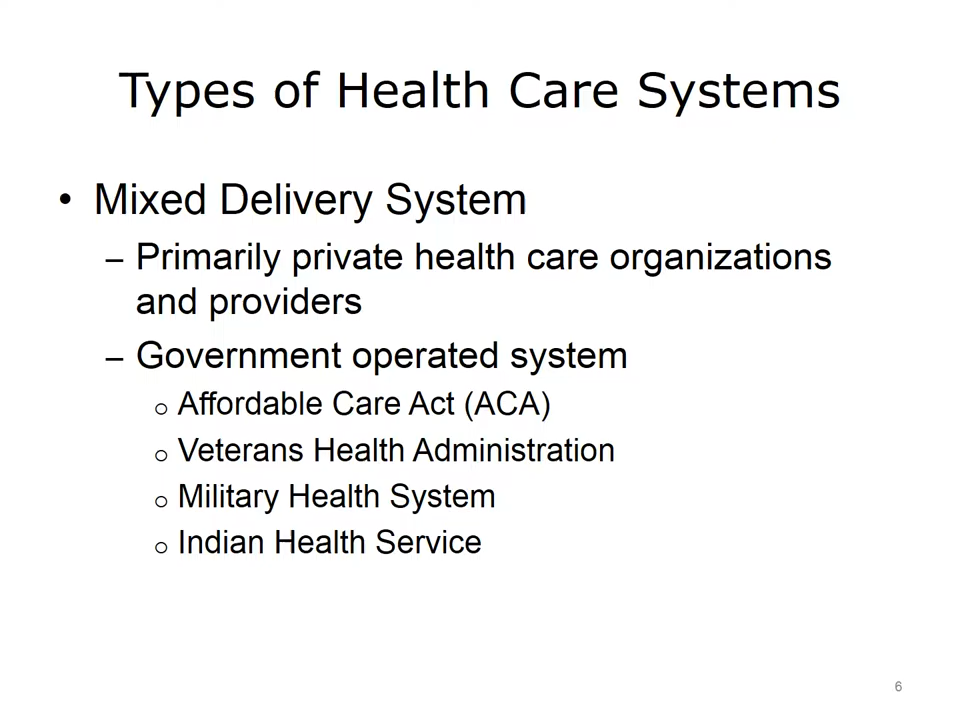 Types of Health Care Systems
• Mixed Delivery System
– Primarily private health care organizations
and providers
– Government operated system
o Affordable Care Act (ACA)
o Veterans Health Administration
o Military Health System
o Indian Health Service
6